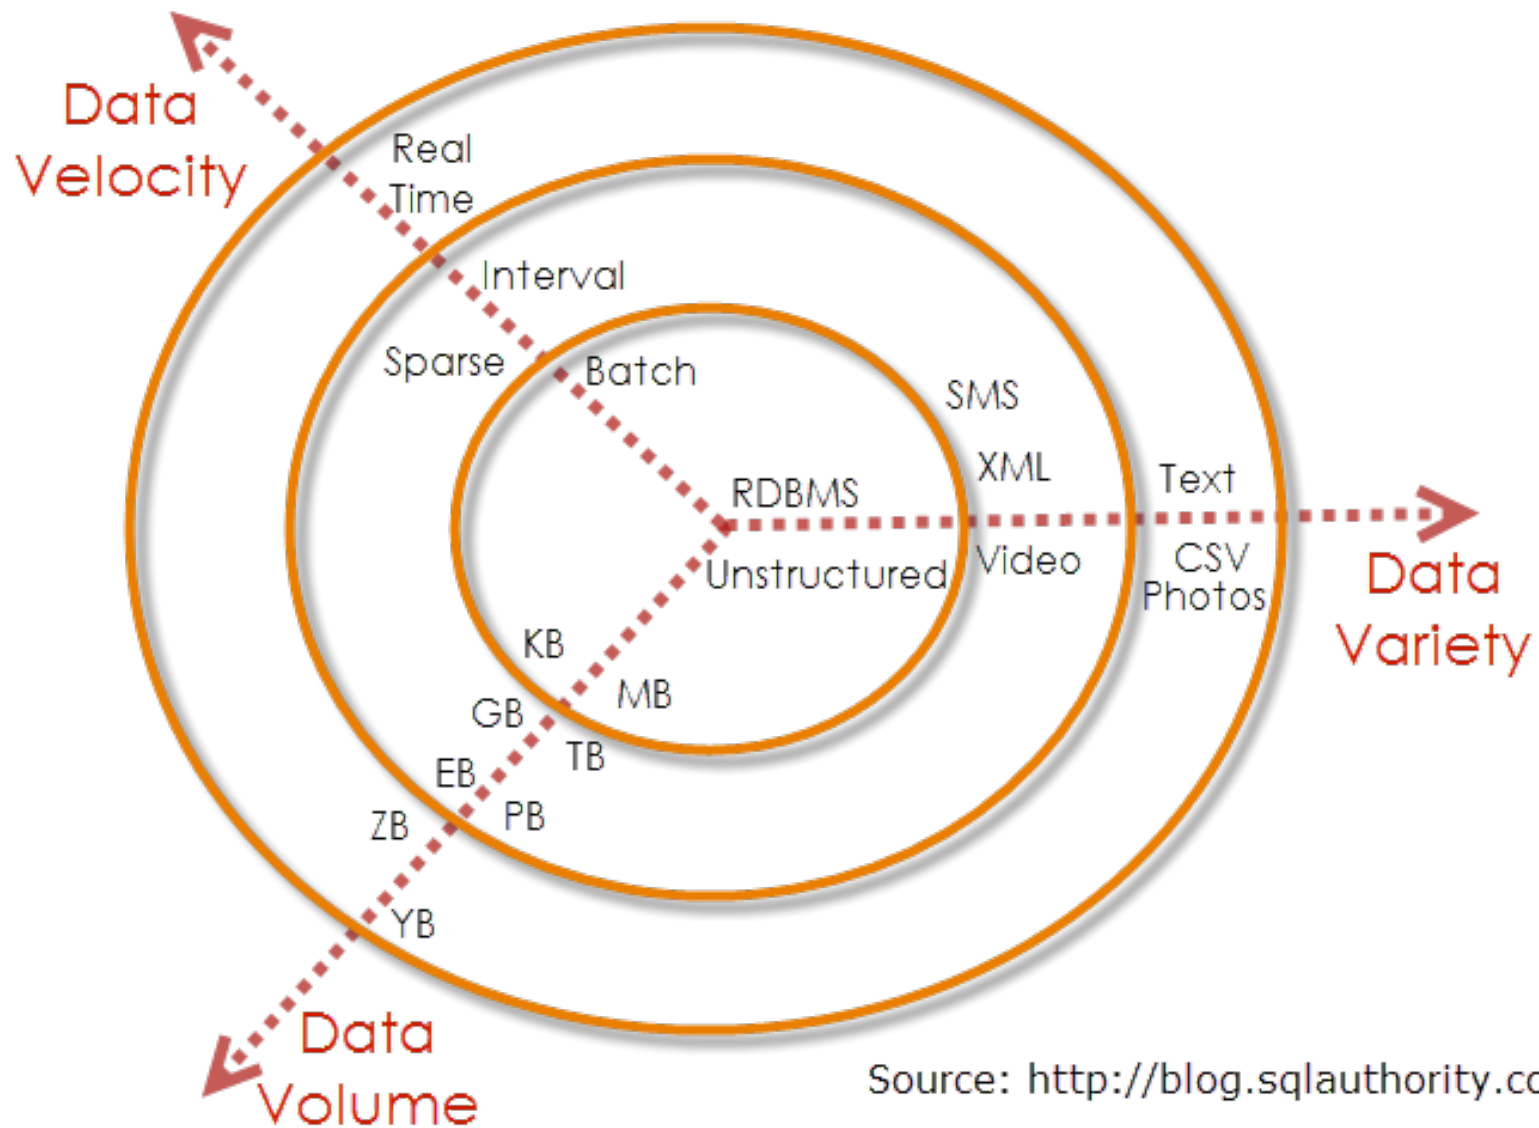 Data
Velocity
Real
Time
Interval
Sparse
Batch
SMS
XML
RDBMS
Text
Unstructured
Video
CSV
Photos
Data
Variety
KB
MB
GB
TB
EB
PB
ZB
YB
Data
Volume
Source: http://blog.sqlauthority.co